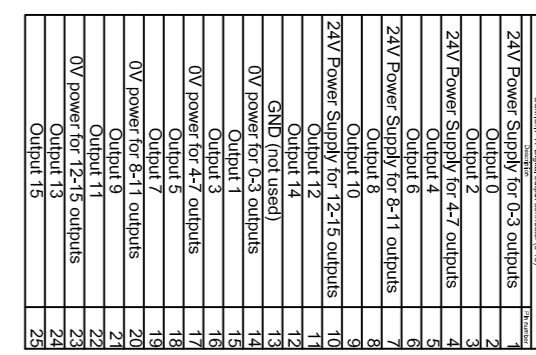 Description Pin number
24V Power Supply for 0-3 outputs 1
Output 0 2
Output 2 3
24V Power Supply for 4-7 outputs 4
Output 4 5
Output 6 6
24V Power Supply for 8-11 outputs 7
Output 8 8
Output 10 9
24V Power Supply for 12-15 outputs 10
Output 12 11
Output 14 12
GND (not used) 13
0V power for 0-3 outputs 14
Output 1 15
Output 3 16
0V power for 4-7 outputs 17
Output 5 18
Output 7 19
0V power for 8-11 outputs 20
Output 9 21
Output 11 22
0V power for 12-15 outputs 23
Output 13 24
Output 15 25